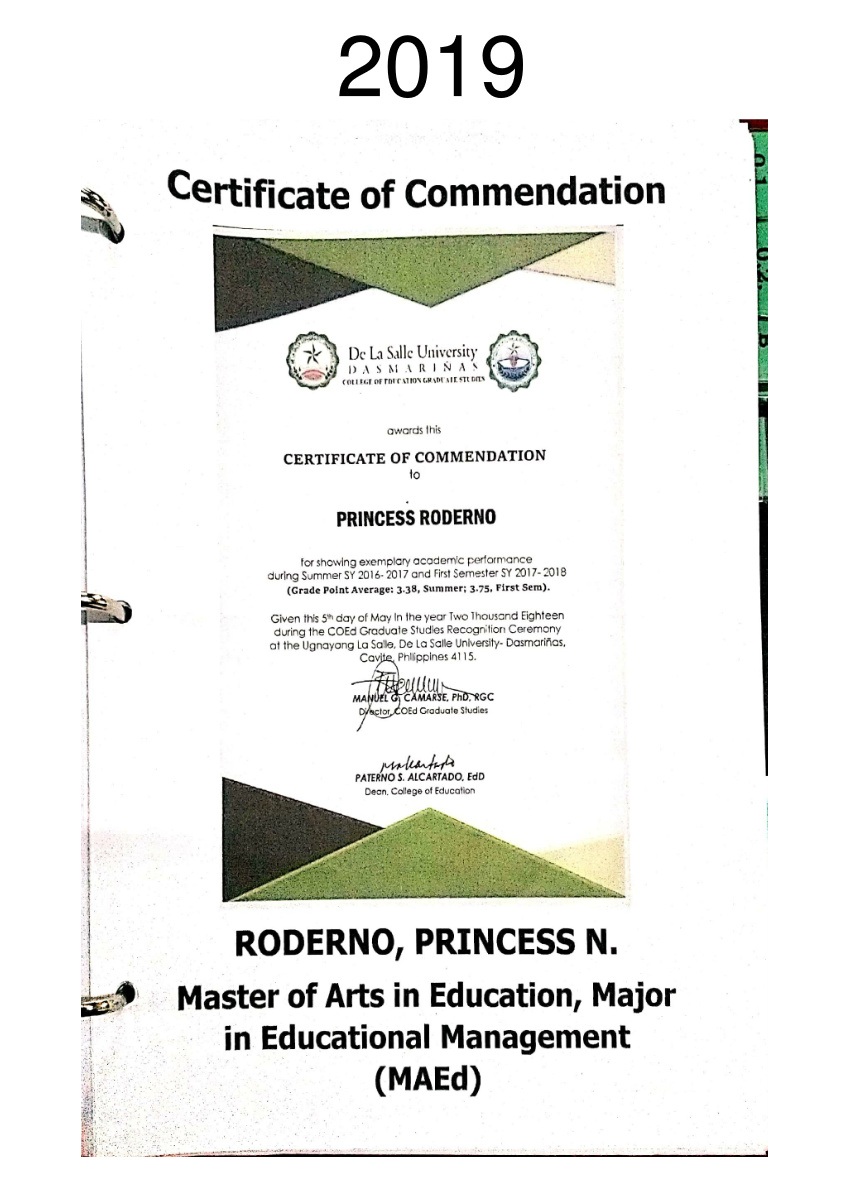 2019
Certificate of Commendation
De La Salle University
DASMARIÑAS
COLLEGE OF EDUCATION GRADUATE STUDIES
awards this
CERTIFICATE OF COMMENDATION
to
PRINCESS RODERNO
for showing exemplary academic performance
during Summer SY 2016- 2017 and First Semester SY 2017- 2018
(Grade Point Average: 3.38, Summer; 3.75, First Sem).
Given this 5th day of May in the year Two Thousand Eighteen
during the COEd Graduate Studies Recognition Ceremony
at the Ugnayang La Salle, De La Salle University- Dasmariñas,
Cavite, Philippines 4115.
MANUEL G. CAMARSE, PhD, RGC
Director, COEd Graduate Studies
PATERNO S. ALCARTADO, EdD
Dean, College of Education
RODERNO, PRINCESS N.
Master of Arts in Education, Major
in Educational Management
(MAEd)